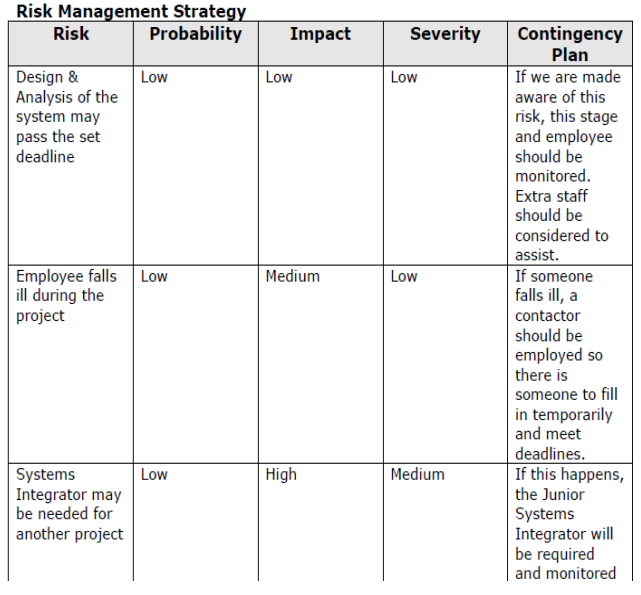 Risk Management Strategy
Risk Probability Impact Severity Contingency
Plan
Design &
Analysis of the
system may
pass the set
deadline
Low
Low
Low
If we are made
aware of this
risk, this stage
and employee
should be
monitored.
Extra staff
should be
considered to
assist.
Employee falls
ill during the
project
Low
Medium
Low
If someone
falls ill, a
contactor
should be
employed so
there is
someone to fill
in temporarily
and meet
deadlines.
Systems
Integrator may
be needed for
another project
Low
High
Medium
If this happens,
the Junior
Systems
Integrator will
be required
and monitored